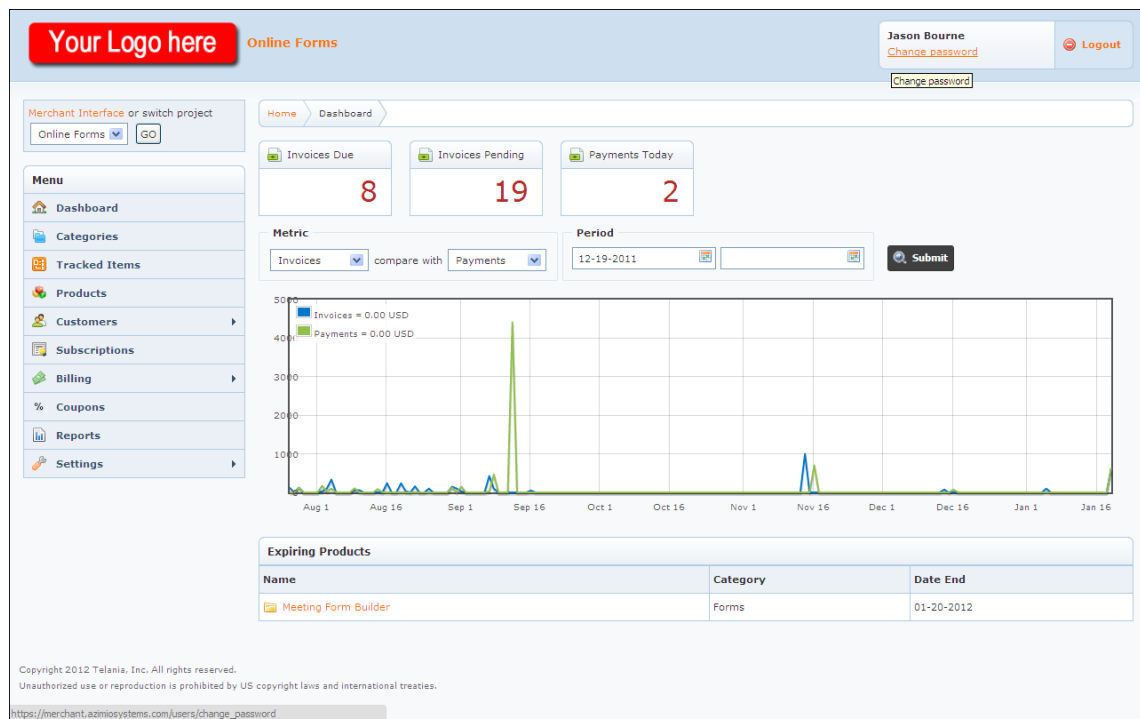 Your Logo here
Online Forms
Jason Bourne
Change password
Logout
Change password
Merchant Interface or switch project
Online Forms
GO
Home
Dashboard
Invoices Due
Invoices Pending
Payments Today
8
19
2
Menu
Dashboard
Categories
Tracked Items
Products
Customers
Subscriptions
Billing
% Coupons
Reports
Settings
Metric
Period
Invoices
compare with
Payments
12-19-2011
Submit
5000
4000
3000
2000
1000
0
Invoices = 0.00 USD
Payments = 0.00 USD
Aug 1
Aug 16
Sep 1
Sep 16
Oct 1
Oct 16
Nov 1
Nov 16
Dec 1
Dec 16
Jan 1
Jan 16
Expiring Products
Name
Category
Date End
Meeting Form Builder
Forms
01-20-2012
Copyright 2012 Telania, Inc. All rights reserved.
Unauthorized use or reproduction is prohibited by US copyright laws and international treaties.
https://merchant.azimiosystems.com/users/change_password